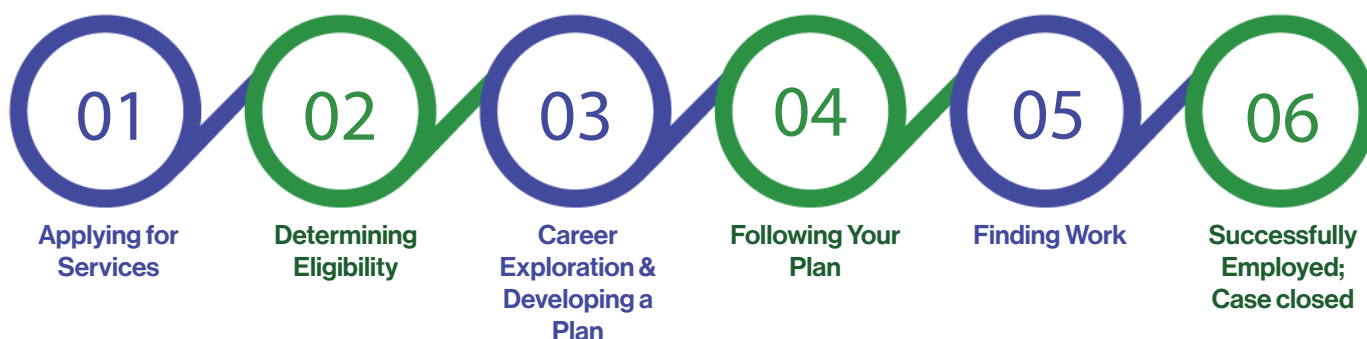 01
Applying for
Services
02
Determining
Eligibility
03
Career
Exploration &
Developing a
Plan
04
Following Your
Plan
05
Finding Work
06
Successfully
Employed;
Case closed